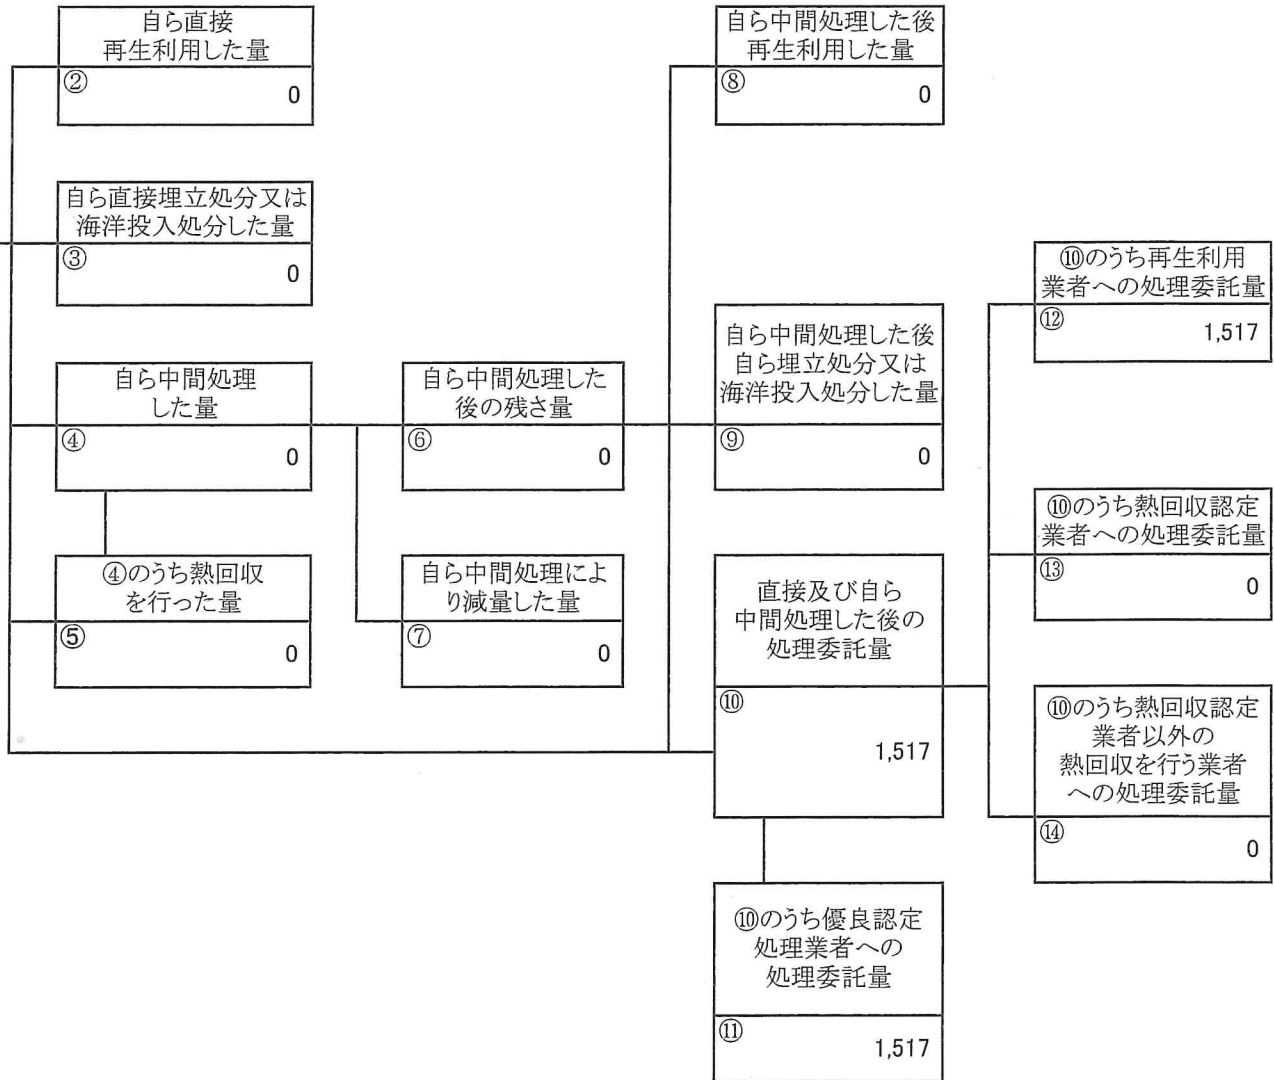 自ら直接
再生利用した量
②
0
自ら直接埋立処分又は
海洋投入処分した量
③
0
自ら中間処理
した量
④
0
④のうち熱回収
を行った量
⑤
0
自ら中間処理した
後の残さ量
⑥
0
自ら中間処理によ
り減量した量
⑦
0
自ら中間処理した後
再生利用した量
⑧
0
自ら中間処理した後
自ら埋立処分又は
海洋投入処分した量
⑨
0
直接及び自ら
中間処理した後の
処理委託量
⑩
1,517
⑩のうち優良認定
処理業者への
処理委託量
⑪
1,517
⑩のうち再生利用
業者への処理委託量
⑫
1,517
⑩のうち熱回収認定
業者への処理委託量
⑬
0
⑩のうち熱回収認定
業者以外の
熱回収を行う業者
への処理委託量
⑭
0